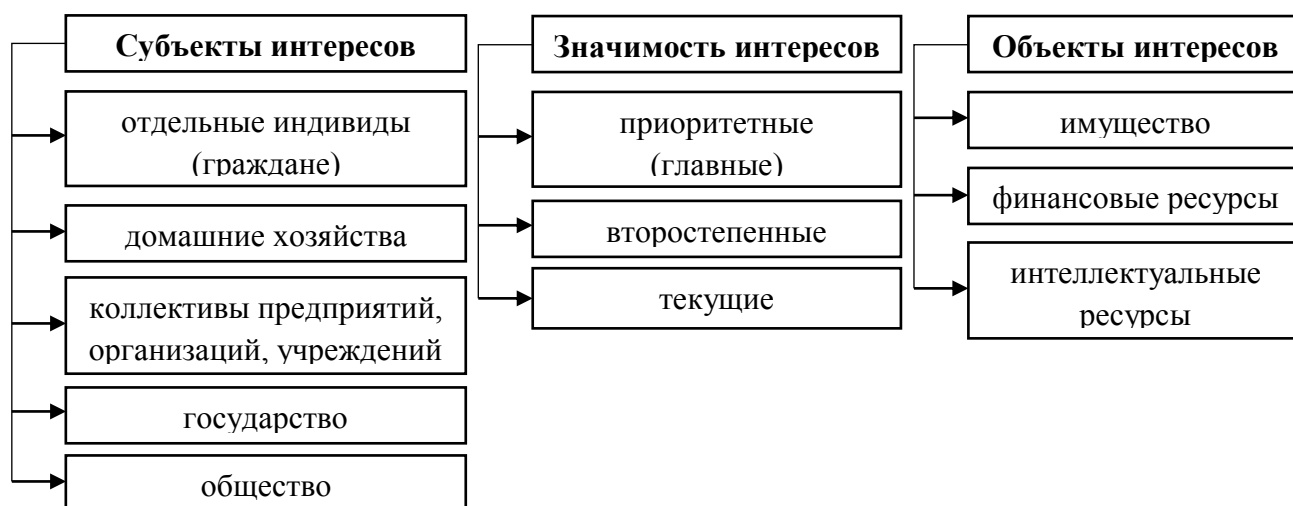 Субъекты интересов
отдельные индивиды
(граждане)
домашние хозяйства
коллективы предприятий,
организаций, учреждений
государство
общество
Значимость интересов
приоритетные
(главные)
второстепенные
текущие
Объекты интересов
имущество
финансовые ресурсы
интеллектуальные
ресурсы